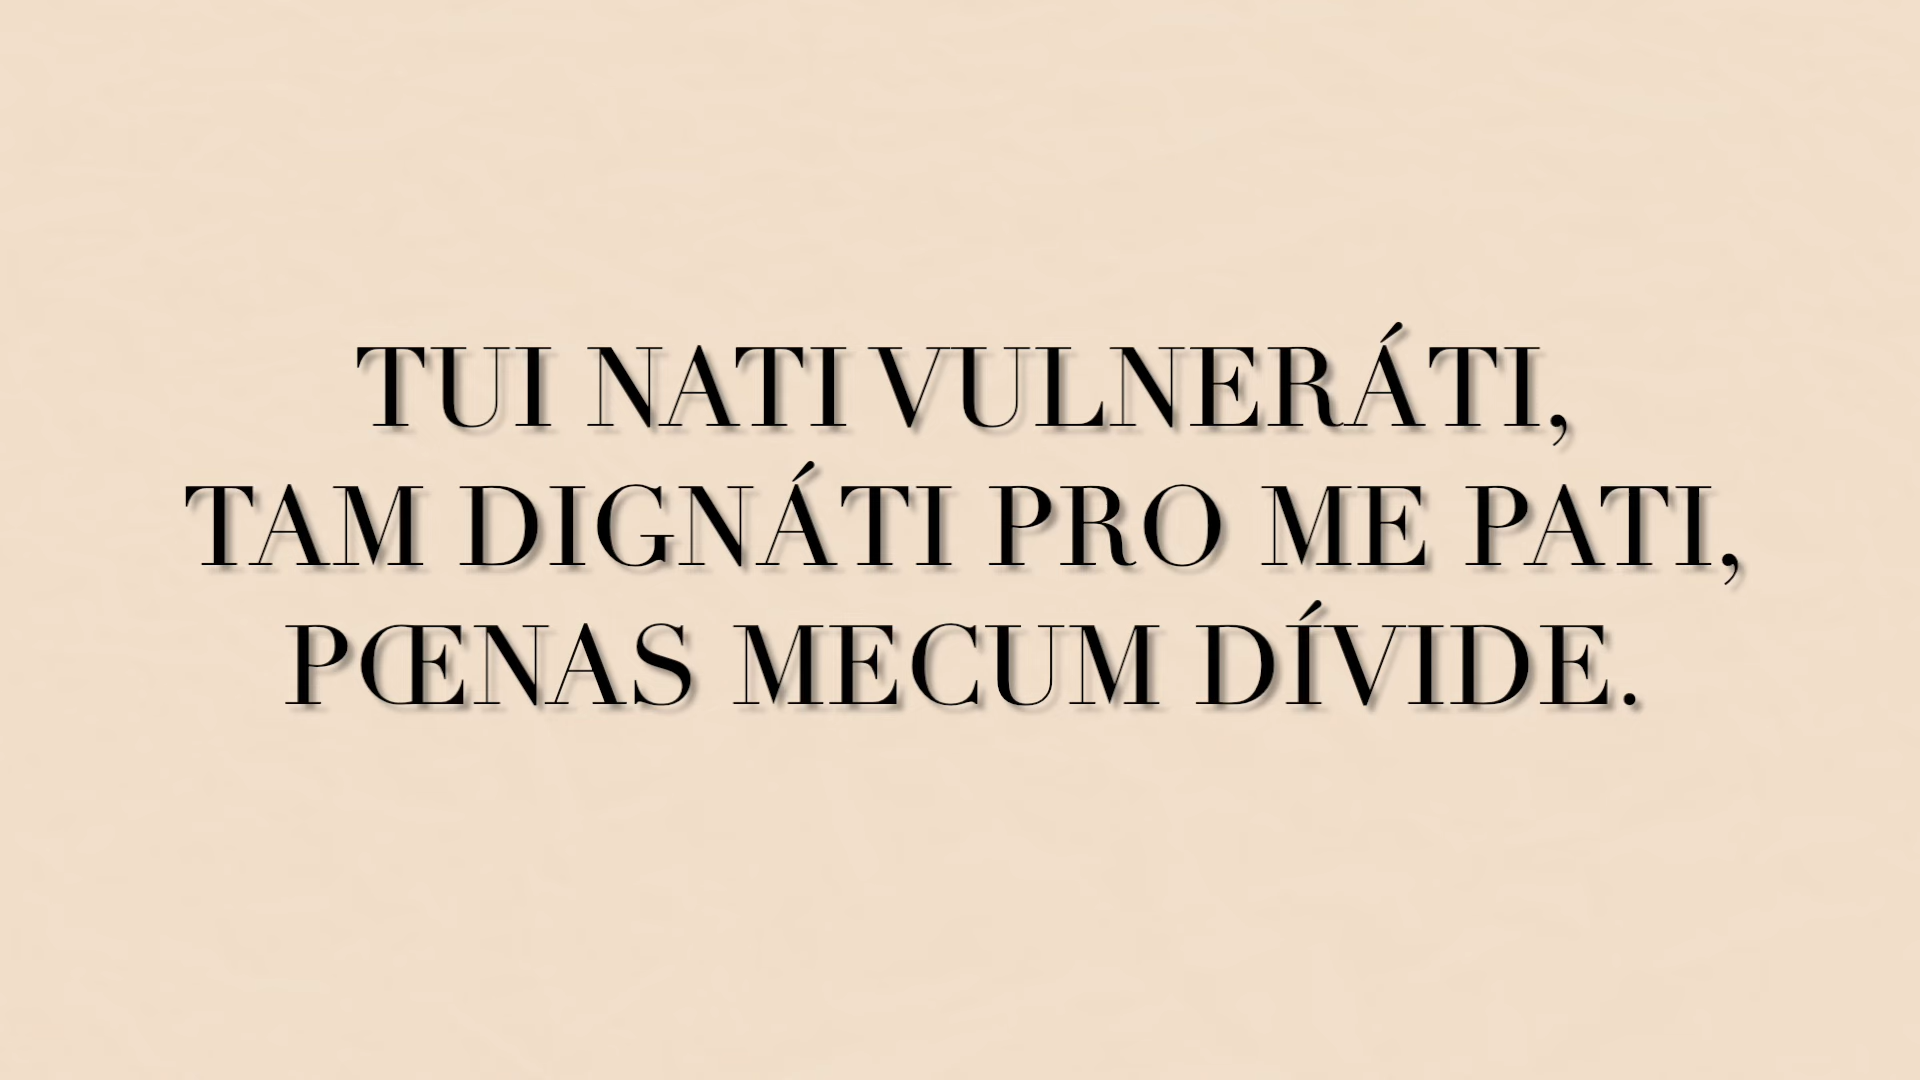 TUI NATI VULNERÁTI,
TAM DIGNÁTI PRO ME PATI,
PŒNAS MECUM DÍVIDE.